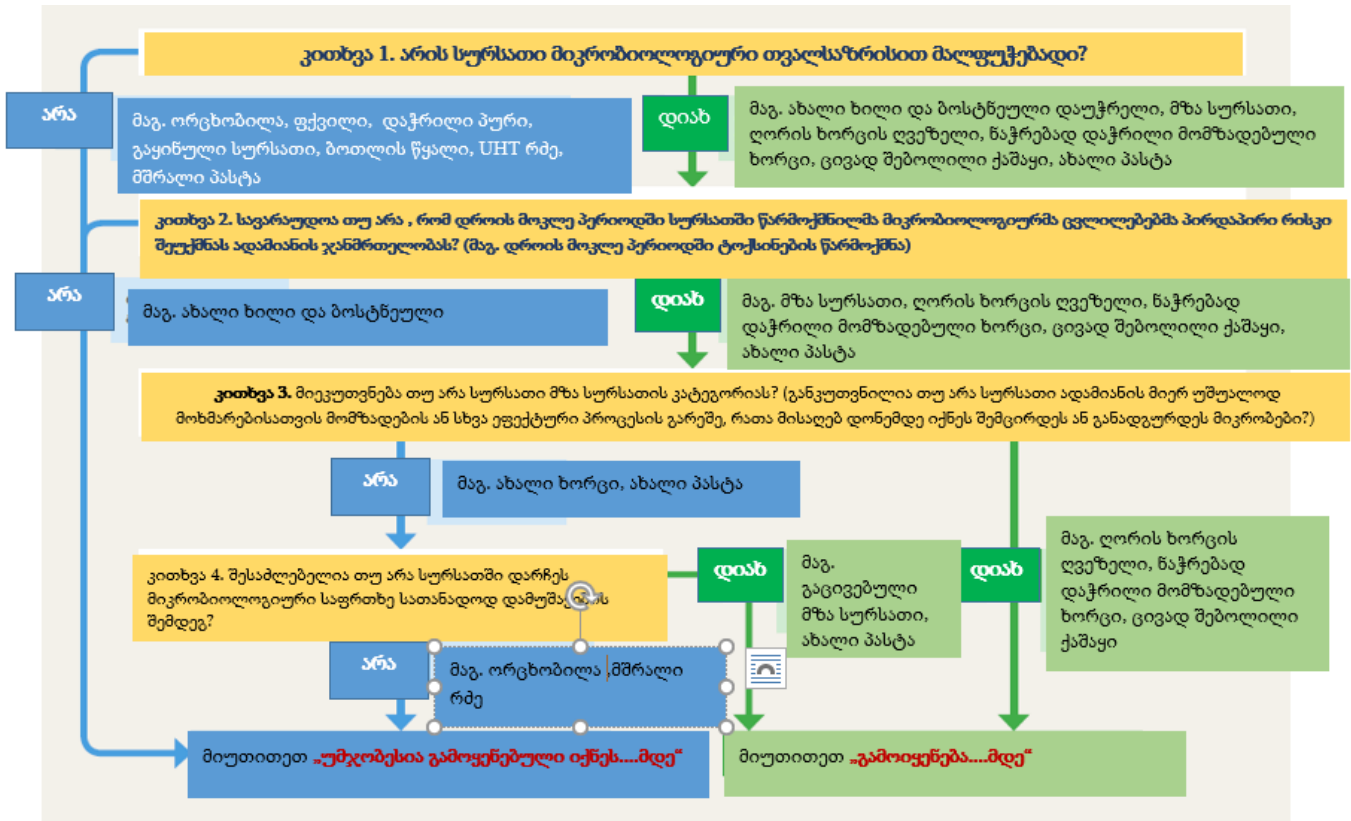 კითხვა 1. არის სურსათი მიკრობიოლოგიური თვალსაზრისით მალფუჭებადი?
არა
მაგ. ორცხობილა, ფქვილი, დაჭრილი პური,
გაყინული სურსათი, ბოთლის წყალი, UHT რძე,
მშრალი პასტა
დიახ
მაგ. ახალი ხილი და ბოსტნეული დაუჭრელი, მზა სურსათი,
ღორის ხორცის ღვეზელი, ნაჭრებად დაჭრილი მომზადებული
ხორცი, ცივად შებოლილი ქაშაყი, ახალი პასტა
კითხვა 2. სავარაუდოა თუ არა , რომ დროის მოკლე პერიოდში სურსათში წარმოქმნილმა მიკრობიოლოგიურმა ცვლილებებმა პირდაპირი რისკი
შეუქმნას ადამიანის ჯანმრთელობას? (მაგ. დროის მოკლე პერიოდში ტოქსინების წარმოქმნა)
არა
მაგ. ახალი ხილი და ბოსტნეული
დიახ
მაგ. მზა სურსათი, ღორის ხორცის ღვეზელი, ნაჭრებად
დაჭრილი მომზადებული ხორცი, ცივად შებოლილი ქაშაყი,
ახალი პასტა
კითხვა 3. მიეკუთვნება თუ არა სურსათი მზა სურსათის კატეგორიას? (განკუთვნილია თუ არა სურსათი ადამიანის მიერ უშუალოდ
მოხმარებისათვის მომზადების ან სხვა ეფექტური პროცესის გარეშე, რათა მისაღებ დონემდე იქნეს შემცირდეს ან განადგურდეს მიკრობები?)
არა
მაგ. ახალი ხორცი, ახალი პასტა
კითხვა 4. შესაძლებელია თუ არა სურსათში დარჩეს
მიკრობიოლოგიური საფრთხე სათანადოდ
შემდეგ?
დიახ
მაგ.
გაცივებული
მზა სურსათი,
ახალი პასტა
დიახ
მაგ. ღორის ხორცის
ღვეზელი, ნაჭრებად
დაჭრილი მომზადებული
ხორცი, ცივად შებოლილი
ქაშაყი
არა
მაგ. ორცხობილა ,მშრალი
რძე
მიუთითეთ „უმჯობესია გამოყენებული იქნეს....მდე“
მიუთითეთ „გამოიყენება....მდე“